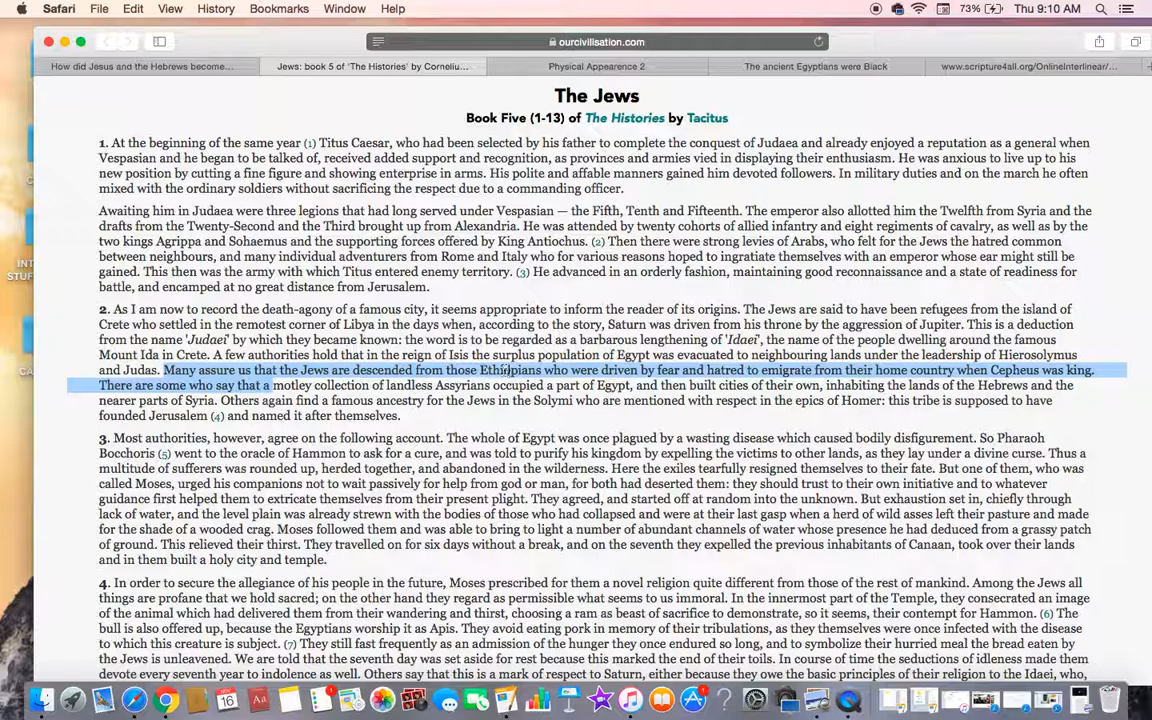 Safari File Edit View History Bookmarks Window Help 73% Thu 9:10 AM
ourcivilisation.com
How did Jesus and the Hebrews become... Jews: book 5 of 'The Histories' by Corneliu... Physical Appearence 2 The ancient Egyptians were Black www.scripture4all.org/OnlineInterlinear/...
The Jews
Book Five (1-13) of The Histories by Tacitus
1. At the beginning of the same year (1) Titus Caesar, who had been selected by his father to complete the conquest of Judaea and already enjoyed a reputation as a general when
Vespasian and he began to be talked of, received added support and recognition, as provinces and armies vied in displaying their enthusiasm. He was anxious to live up to his
new position by cutting a fine figure and showing enterprise in arms. His polite and affable manners gained him devoted followers. In military duties and on the march he often
mixed with the ordinary soldiers without sacrificing the respect due to a commanding officer.
Awaiting him in Judaea were three legions that had long served under Vespasian — the Fifth, Tenth and Fifteenth. The emperor also allotted him the Twelfth from Syria and the
drafts from the Twenty-Second and the Third brought up from Alexandria. He was attended by twenty cohorts of allied infantry and eight regiments of cavalry, as well as by the
two kings Agrippa and Sohaemus and the supporting forces offered by King Antiochus. (2) Then there were strong levies of Arabs, who felt for the Jews the hatred common
between neighbours, and many individual adventurers from Rome and Italy who for various reasons hoped to ingratiate themselves with an emperor whose ear might still be
gained. This then was the army with which Titus entered enemy territory. (3) He advanced in an orderly fashion, maintaining good reconnaissance and a state of readiness for
battle, and encamped at no great distance from Jerusalem.
2. As I am now to record the death-agony of a famous city, it seems appropriate to inform the reader of its origins. The Jews are said to have been refugees from the island of
Crete who settled in the remotest corner of Libya in the days when, according to the story, Saturn was driven from his throne by the aggression of Jupiter. This is a deduction
from the name 'Judaei' by which they became known: the word is to be regarded as a barbarous lengthening of 'Idaei', the name of the people dwelling around the famous
Mount Ida in Crete. A few authorities hold that in the reign of Isis the surplus population of Egypt was evacuated to neighbouring lands under the leadership of Hierosolymus
and Judas. Many assure us that the Jews are descended from those Ethiopians who were driven by fear and hatred to emigrate from their home country when Cepheus was king.
There are some who say that a motley collection of landless Assyrians occupied a part of Egypt, and then built cities of their own, inhabiting the lands of the Hebrews and the
nearer parts of Syria. Others again find a famous ancestry for the Jews in the Solymi who are mentioned with respect in the epics of Homer: this tribe is supposed to have
founded Jerusalem (4) and named it after themselves.
3. Most authorities, however, agree on the following account. The whole of Egypt was once plagued by a wasting disease which caused bodily disfigurement. So Pharaoh
Bocchoris (5) went to the oracle of Hammon to ask for a cure, and was told to purify his kingdom by expelling the victims to other lands, as they lay under a divine curse. Thus a
multitude of sufferers was rounded up, herded together, and abandoned in the wilderness. Here the exiles tearfully resigned themselves to their fate. But one of them, who was
called Moses, urged his companions not to wait passively for help from god or man, for both had deserted them: they should trust to their own initiative and to whatever
guidance first helped them to extricate themselves from their present plight. They agreed, and started off at random into the unknown. But exhaustion set in, chiefly through
lack of water, and the level plain was already strewn with the bodies of those who had collapsed and were at their last gasp when a herd of wild asses left their pasture and made
for the shade of a wooded crag. Moses followed them and was able to bring to light a number of abundant channels of water whose presence he had deduced from a grassy patch
of ground. This relieved their thirst. They travelled on for six days without a break, and on the seventh they expelled the previous inhabitants of Canaan, took over their lands
and in them built a holy city and temple.
4. In order to secure the allegiance of his people in the future, Moses prescribed for them a novel religion quite different from those of the rest of mankind. Among the Jews all
things are profane that we hold sacred; on the other hand they regard as permissible what seems to us immoral. In the innermost part of the Temple, they consecrated an image
of the animal which had delivered them from their wandering and thirst, choosing a ram as beast of sacrifice to demonstrate, so it seems, their contempt for Hammon. (6) The
bull is also offered up, because the Egyptians worship it as Apis. They avoid eating pork in memory of their tribulations, as they themselves were once infected with the disease
to which this creature is subject. (7) They still fast frequently as an admission of the hunger they once endured so long, and to symbolize their hurried meal the bread eaten by
the Jews is unleavened. We are told that the seventh day was set aside for rest because this marked the end of their toils. In course of time the seductions of idleness made them
devote every seventh year to indolence as well. Others say that this is a mark of respect to Saturn, either because they owe the basic principles of their religion to the Idaei, who,